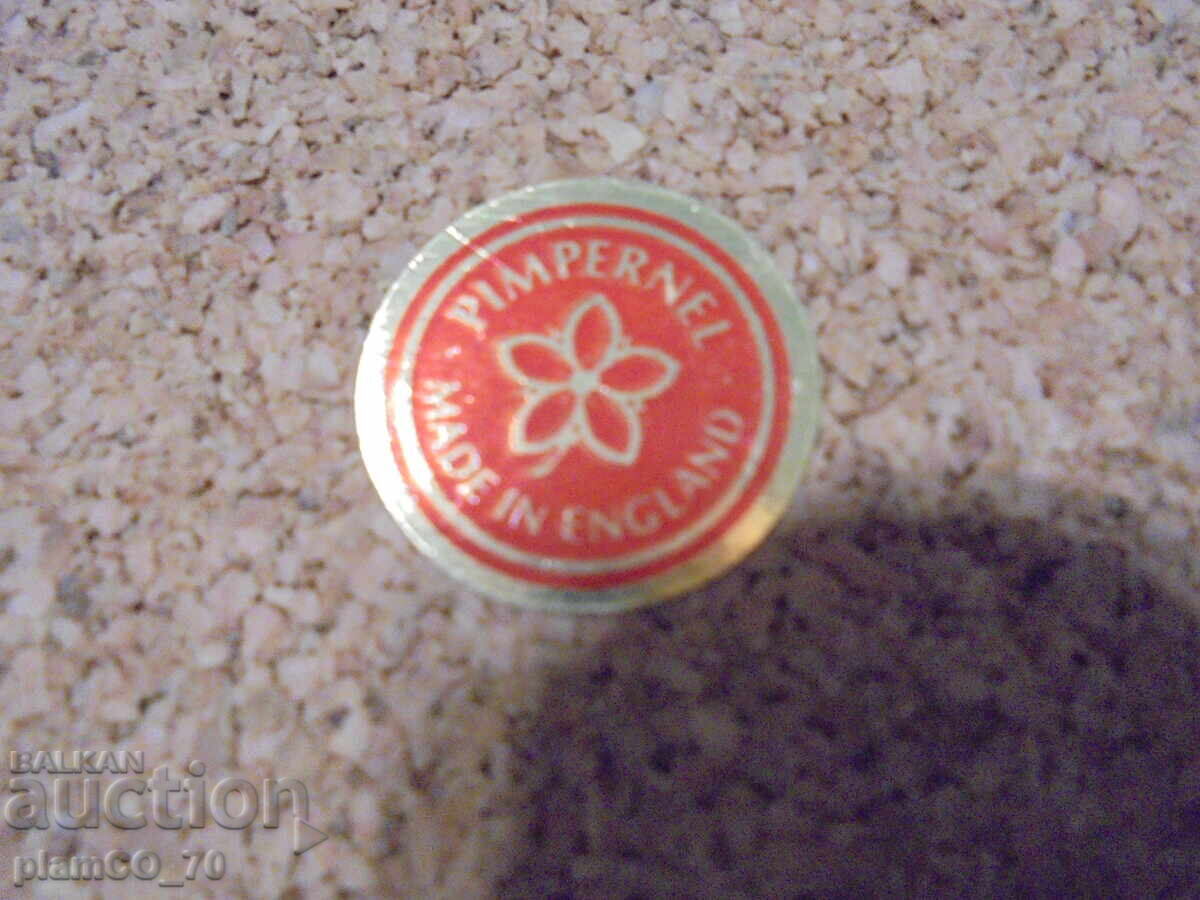 PIMPERNEL
MADE IN ENGLAND
BALKAN
auction
plamCO_70